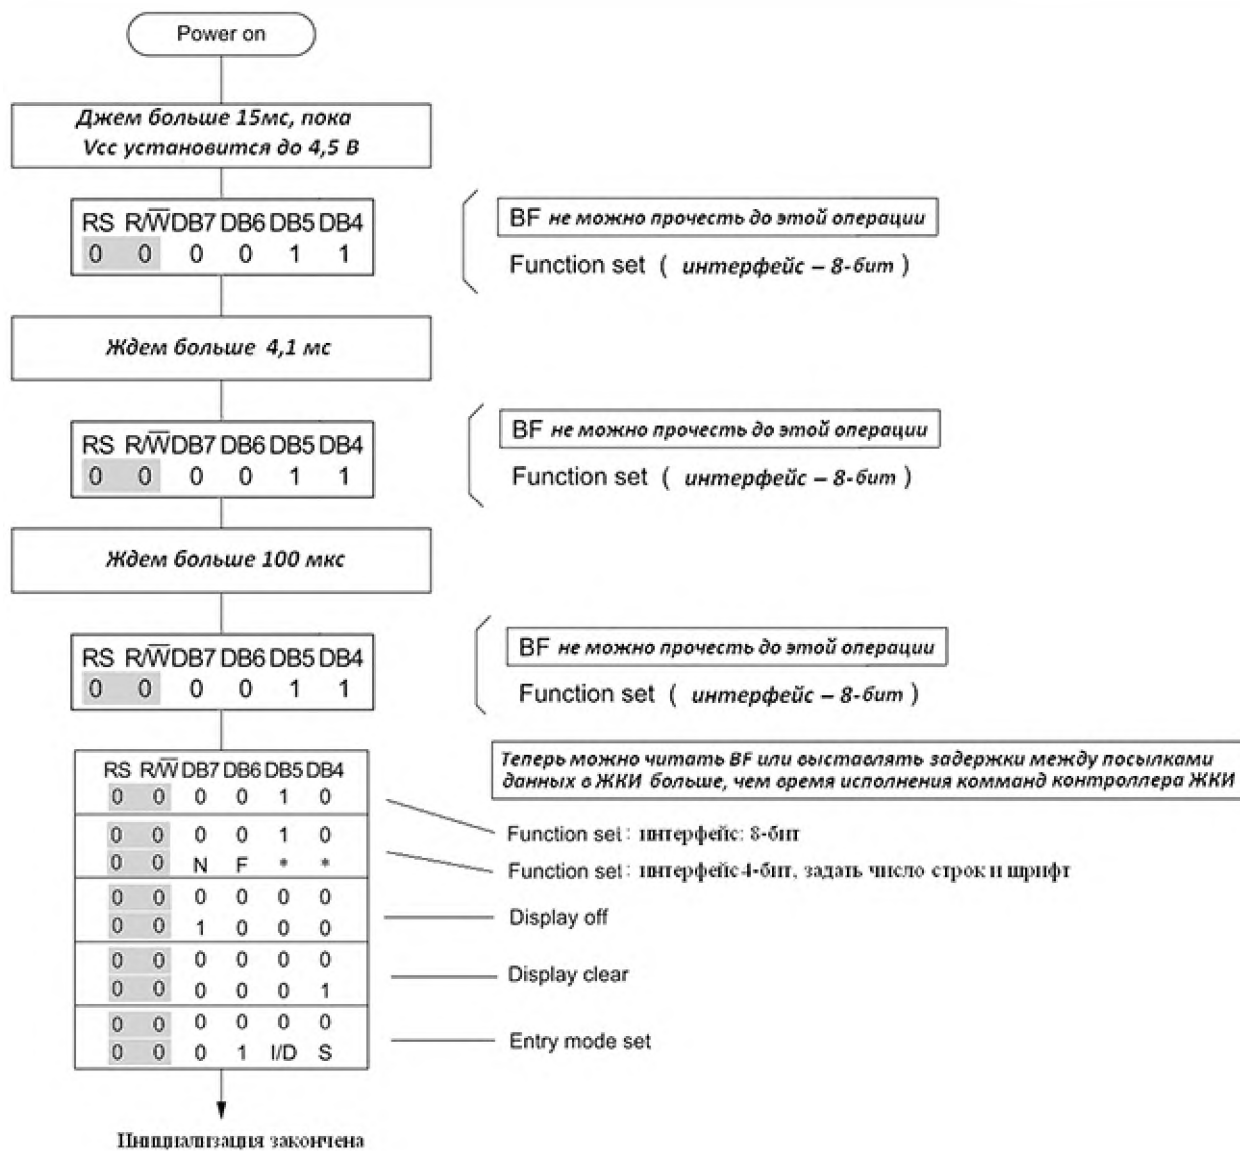 Power on
Джем больше 15мс, пока
Vcc установится до 4,5 В
RS R/W DB7 DB6 DB5 DB4
0 0 0 0 1 1
BF не можно прочесть до этой операции
Function set ( интерфейс – 8-бит )
Ждем больше 4,1 мс
RS R/W DB7 DB6 DB5 DB4
0 0 0 0 1 1
BF не можно прочесть до этой операции
Function set ( интерфейс – 8-бит )
Ждем больше 100 мкс
RS R/W DB7 DB6 DB5 DB4
0 0 0 0 1 1
BF не можно прочесть до этой операции
Function set ( интерфейс – 8-бит )
Теперь можно читать BF или выставлять задержки между посылками
данных в ЖКИ больше, чем время исполнения комманд контроллера ЖКИ
RS R/W DB7 DB6 DB5 DB4
0 0 0 0 1 0
Function set : интерфейс: 8-бит
0 0 0 0 1 0
0 0 N F * *
Function set : интерфейс 4-бит, задать число строк и шрифт
0 0 0 0 0 0
0 0 1 0 0 0
Display off
0 0 0 0 0 0
0 0 0 0 0 1
Display clear
0 0 0 0 0 0
0 0 0 1 I/D S
Entry mode set
Инициализация закончена